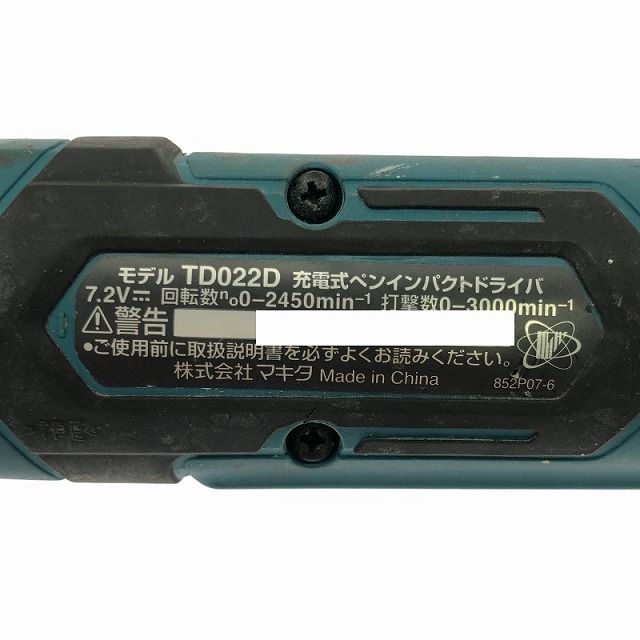 モデル TD022D 充電式ペンインパクトドライバ
7.2V⎓ 回転数n₀0-2450min⁻¹ 打撃数0-3000min⁻¹
⚠警告
●ご使用前に取扱説明書を必ずよくお読みください。
株式会社マキタ Made in China 852P07-6